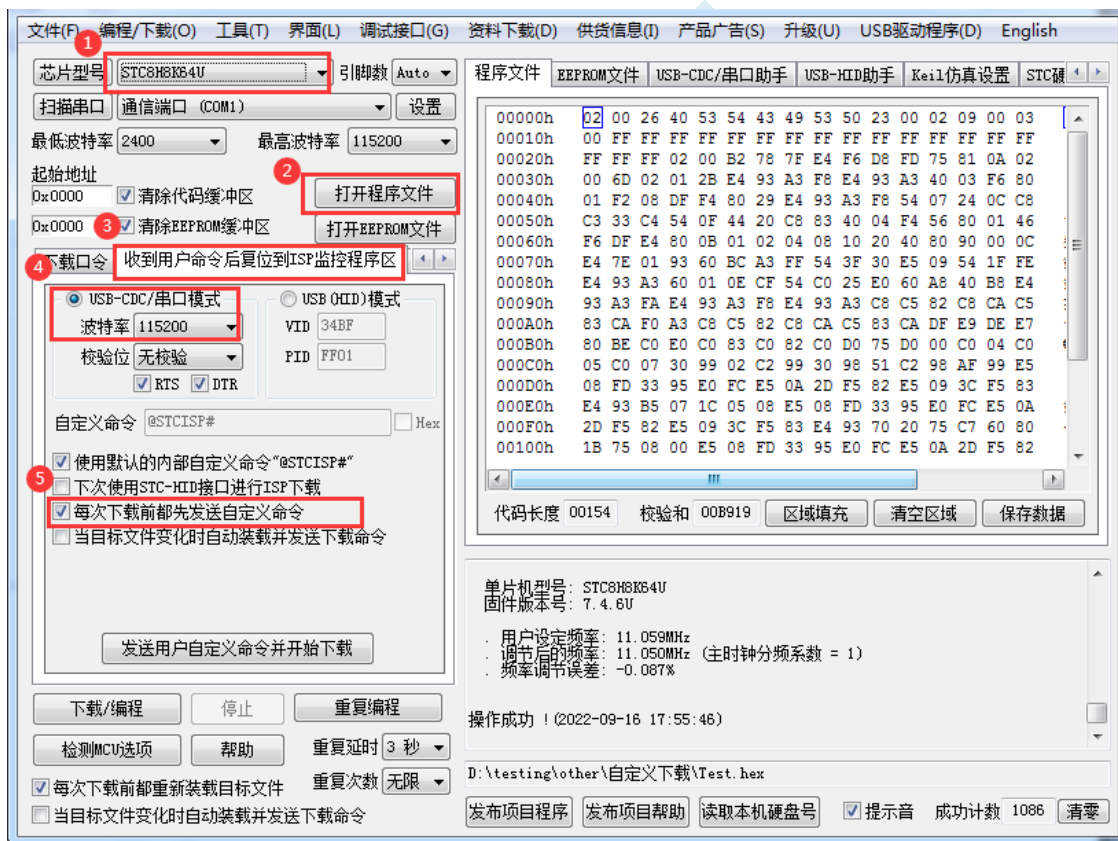 文件(F) 编程/下载(O) 工具(T) 界面(L) 调试接口(G) 资料下载(D) 供货信息(I) 产品广告(S) 升级(U) USB驱动程序(D) English
1
芯片型号 STC8H8K64U 引脚数 Auto
扫描串口 通信端口 (COM1) 设置
最低波特率 2400 最高波特率 115200
起始地址
2
0x0000 清除代码缓冲区 打开程序文件
0x0000 3 清除EEPROM缓冲区 打开EEPROM文件
4 下载口令 收到用户命令后复位到ISP监控程序区
USB-CDC/串口模式 USB(HID)模式
波特率 115200 VID 34BF
校验位 无校验 PID FF01
RTS DTR
自定义命令 @STCISP# Hex
使用默认的内部自定义命令"@STCISP#"
5 下次使用STC-HID接口进行ISP下载
每次下载前都先发送自定义命令
当目标文件变化时自动装载并发送下载命令
发送用户自定义命令并开始下载
下载/编程 停止 重复编程
检测MCU选项 帮助 重复延时 3 秒
每次下载前都重新装载目标文件 重复次数 无限
当目标文件变化时自动装载并发送下载命令
程序文件 EEPROM文件 USB-CDC/串口助手 USB-HID助手 Keil仿真设置 STC
00000h 02 00 26 40 53 54 43 49 53 50 23 00 02 09 00 03
00010h 00 FF FF FF FF FF FF FF FF FF FF FF FF FF FF FF
00020h FF FF FF 02 00 B2 78 7F E4 F6 D8 FD 75 81 0A 02
00030h 00 6D 02 01 2B E4 93 A3 F8 E4 93 A3 40 03 F6 80
00040h 01 F2 08 DF F4 80 29 E4 93 A3 F8 54 07 24 0C C8
00050h C3 33 C4 54 0F 44 20 C8 83 40 04 F4 56 80 01 46
00060h F6 DF E4 80 0B 01 02 04 08 10 20 40 80 90 00 0C
00070h E4 7E 01 93 60 BC A3 FF 54 3F 30 E5 09 54 1F FE
00080h E4 93 A3 60 01 0E CF 54 C0 25 E0 60 A8 40 B8 E4
00090h 93 A3 FA E4 93 A3 F8 E4 93 A3 C8 C5 82 C8 CA C5
000A0h 83 CA F0 A3 C8 C5 82 C8 CA C5 83 CA DF E9 DE E7
000B0h 80 BE C0 E0 C0 83 C0 82 C0 D0 75 D0 00 C0 04 C0
000C0h 05 C0 07 30 99 02 C2 99 30 98 51 C2 98 AF 99 E5
000D0h 08 FD 33 95 E0 FC E5 0A 2D F5 82 E5 09 3C F5 83
000E0h E4 93 B5 07 1C 05 08 E5 08 FD 33 95 E0 FC E5 0A
000F0h 2D F5 82 E5 09 3C F5 83 E4 93 70 20 75 C7 60 80
00100h 1B 75 08 00 E5 08 FD 33 95 E0 FC E5 0A 2D F5 82
代码长度 00154 校验和 00B919 区域填充 清空区域 保存数据
单片机型号: STC8H8K64U
固件版本号: 7.4.6U
. 用户设定频率: 11.059MHz
. 调节后的频率: 11.050MHz (主时钟分频系数 = 1)
. 频率调节误差: -0.087%
操作成功 !(2022-09-16 17:55:46)
D:\testing\other\自定义下载\Test.hex
发布项目程序 发布项目帮助 读取本机硬盘号 提示音 成功计数 1086 清零